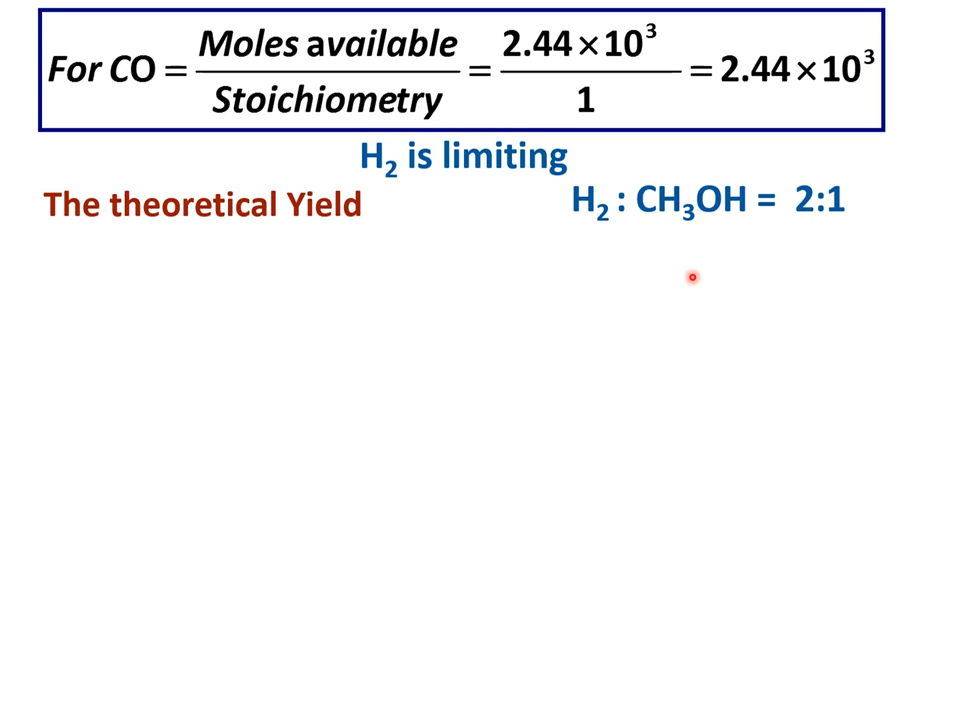 For CO = Moles available / Stoichiometry = 2.44 × 10³ / 1 = 2.44 × 10³
H₂ is limiting
The theoretical Yield
H₂ : CH₃OH = 2:1